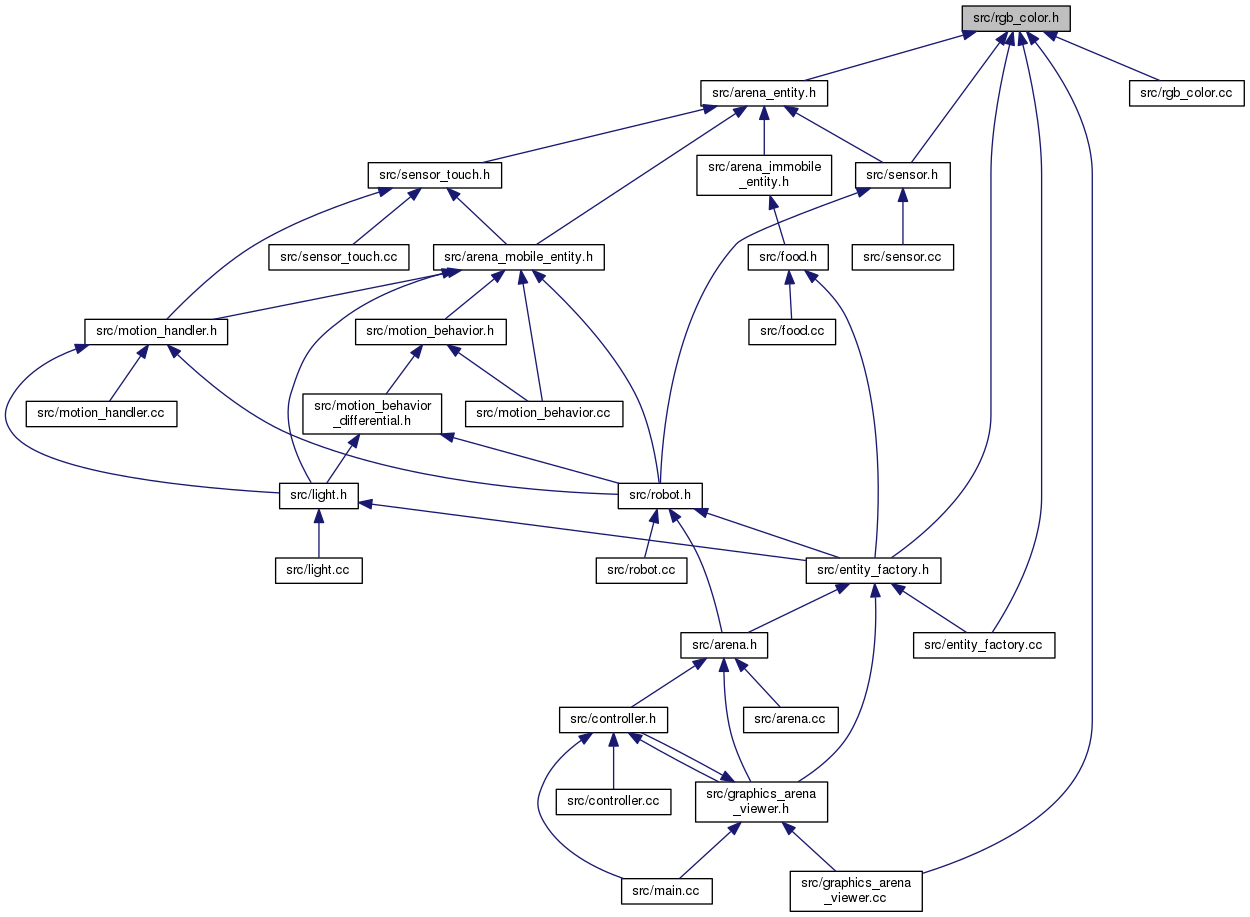 src/rgb_color.h
src/arena_entity.h
src/rgb_color.cc
src/sensor_touch.h
src/arena_immobile
_entity.h
src/sensor.h
src/sensor_touch.cc
src/arena_mobile_entity.h
src/food.h
src/sensor.cc
src/motion_handler.h
src/motion_behavior.h
src/food.cc
src/motion_handler.cc
src/motion_behavior
_differential.h
src/motion_behavior.cc
src/light.h
src/robot.h
src/light.cc
src/robot.cc
src/entity_factory.h
src/arena.h
src/entity_factory.cc
src/controller.h
src/arena.cc
src/controller.cc
src/graphics_arena
_viewer.h
src/main.cc
src/graphics_arena
_viewer.cc